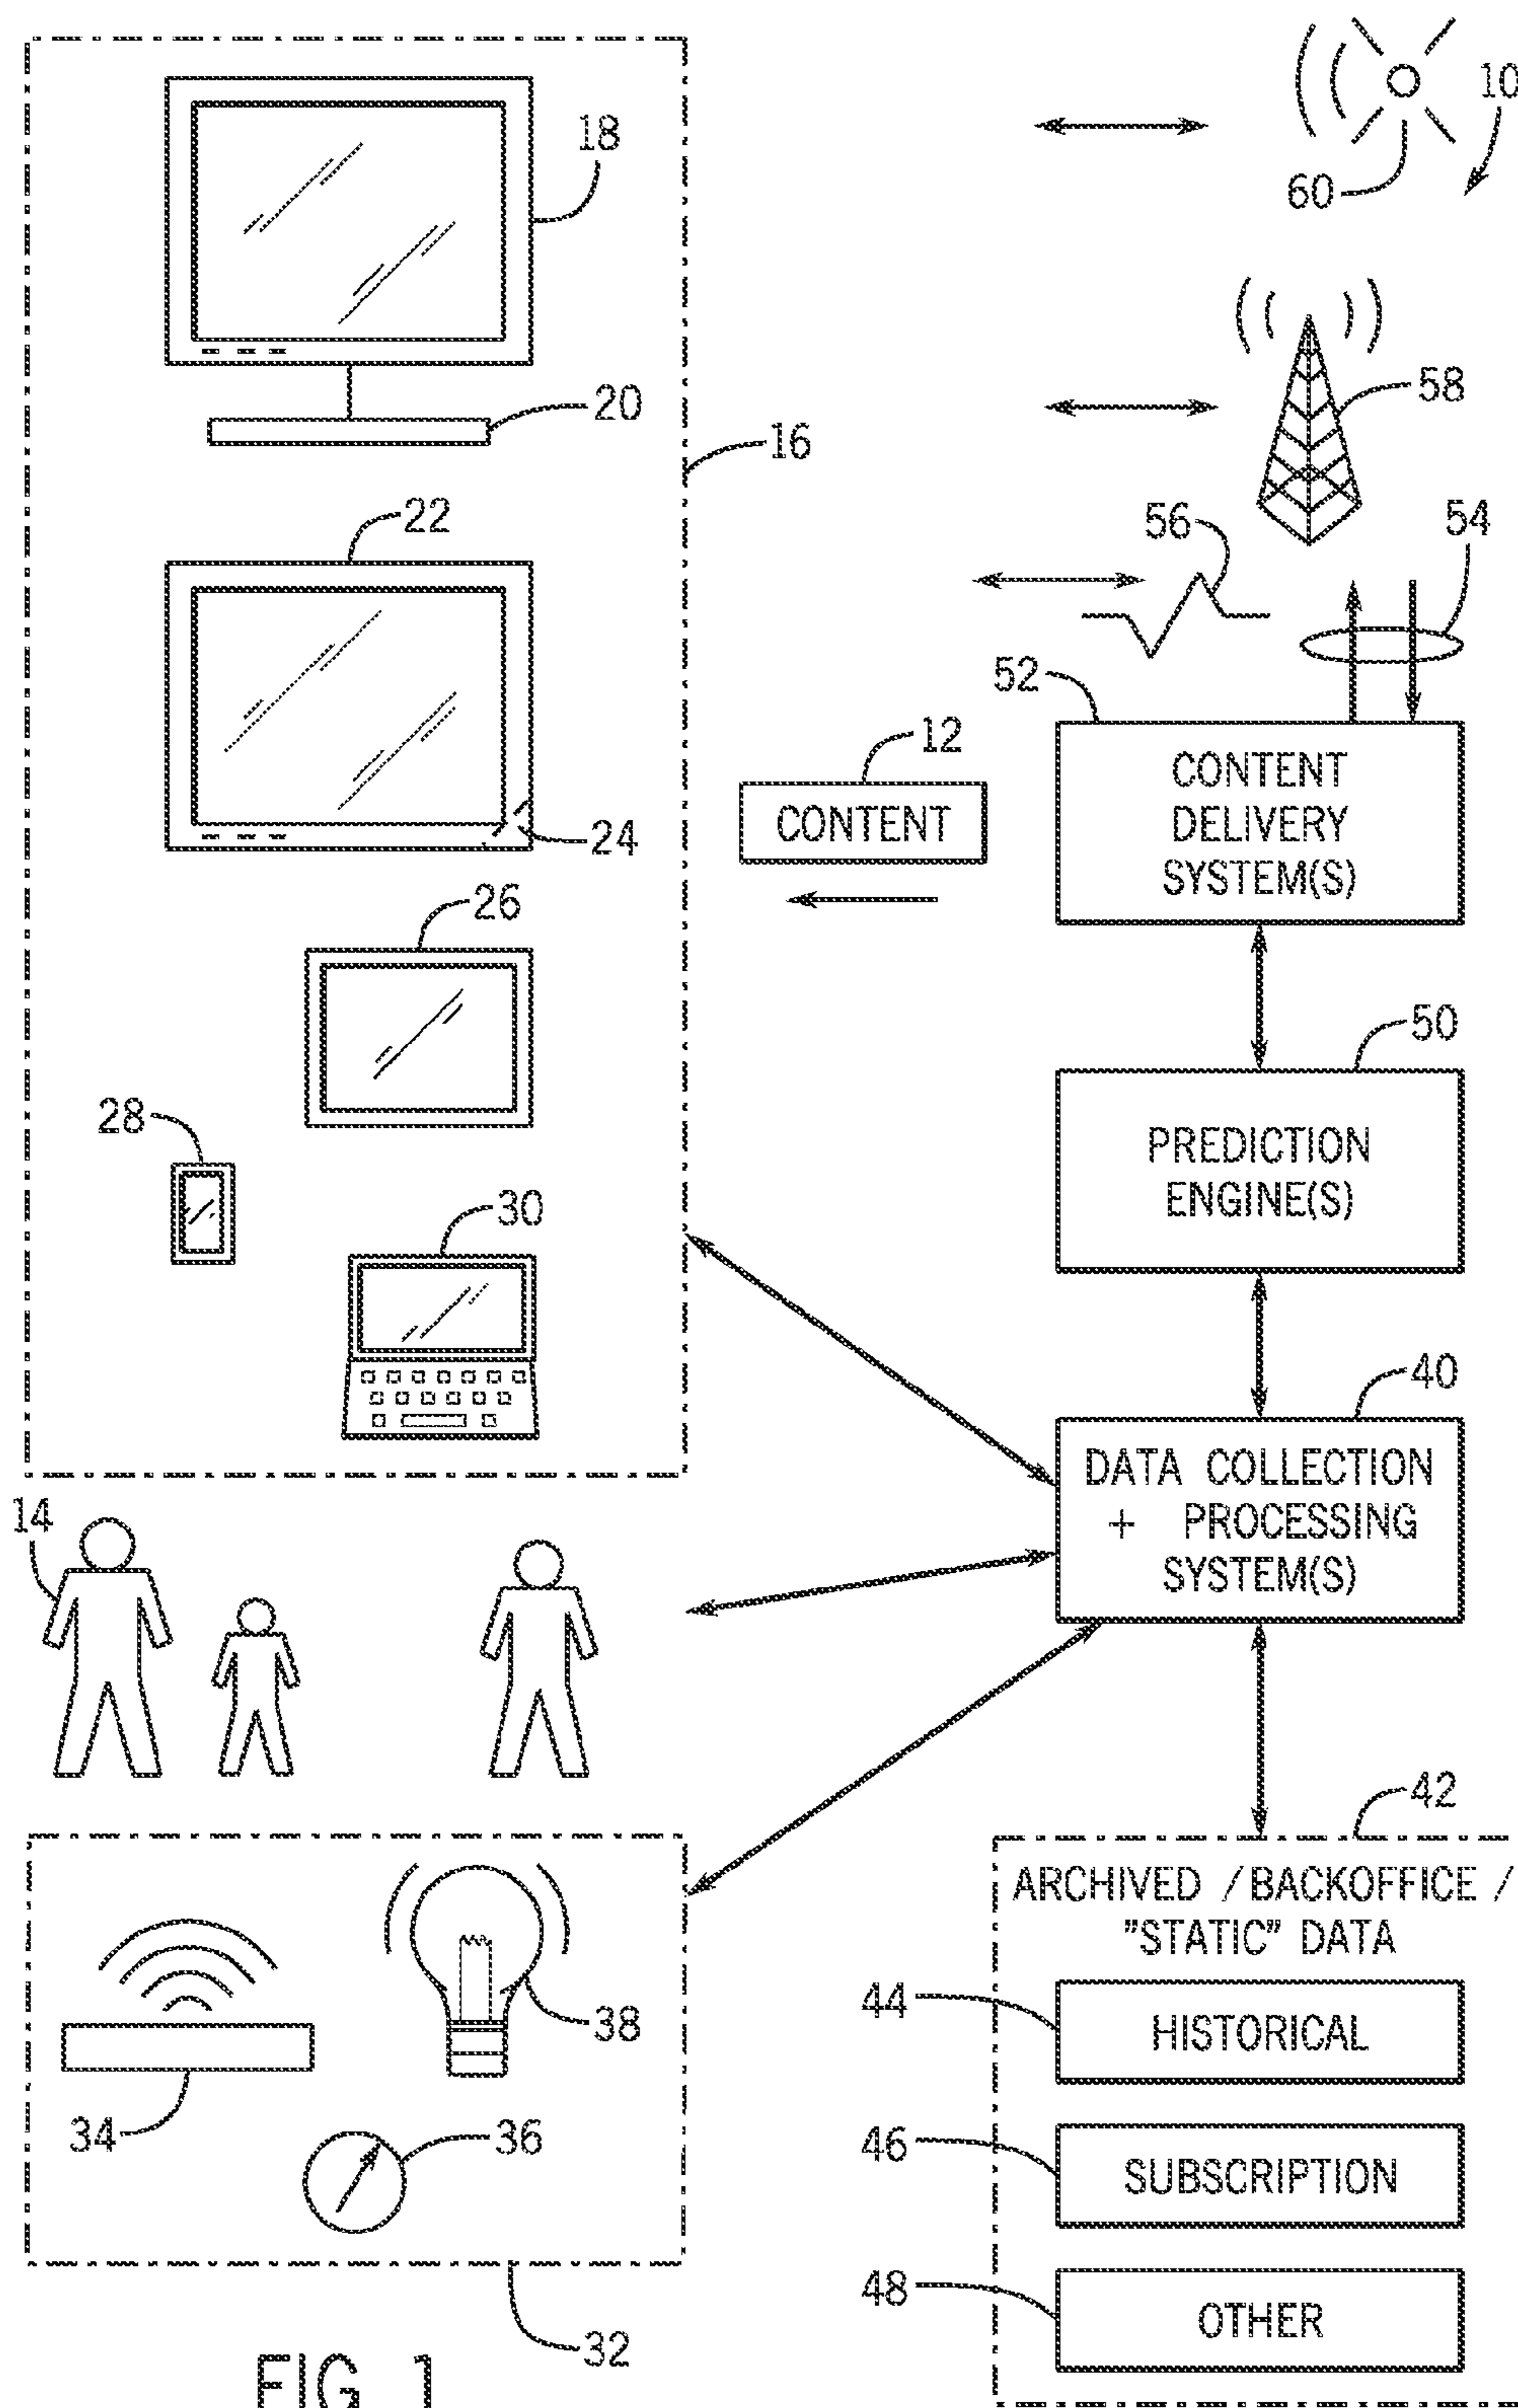 10
18
60
20
16
58
22
56
54
52
12
CONTENT
CONTENT
DELIVERY
SYSTEM(S)
24
26
50
28
PREDICTION
ENGINE(S)
30
40
DATA COLLECTION
+ PROCESSING
SYSTEM(S)
14
42
ARCHIVED / BACKOFFICE /
"STATIC" DATA
44
HISTORICAL
38
34
36
46
SUBSCRIPTION
48
OTHER
32
FIG. 1